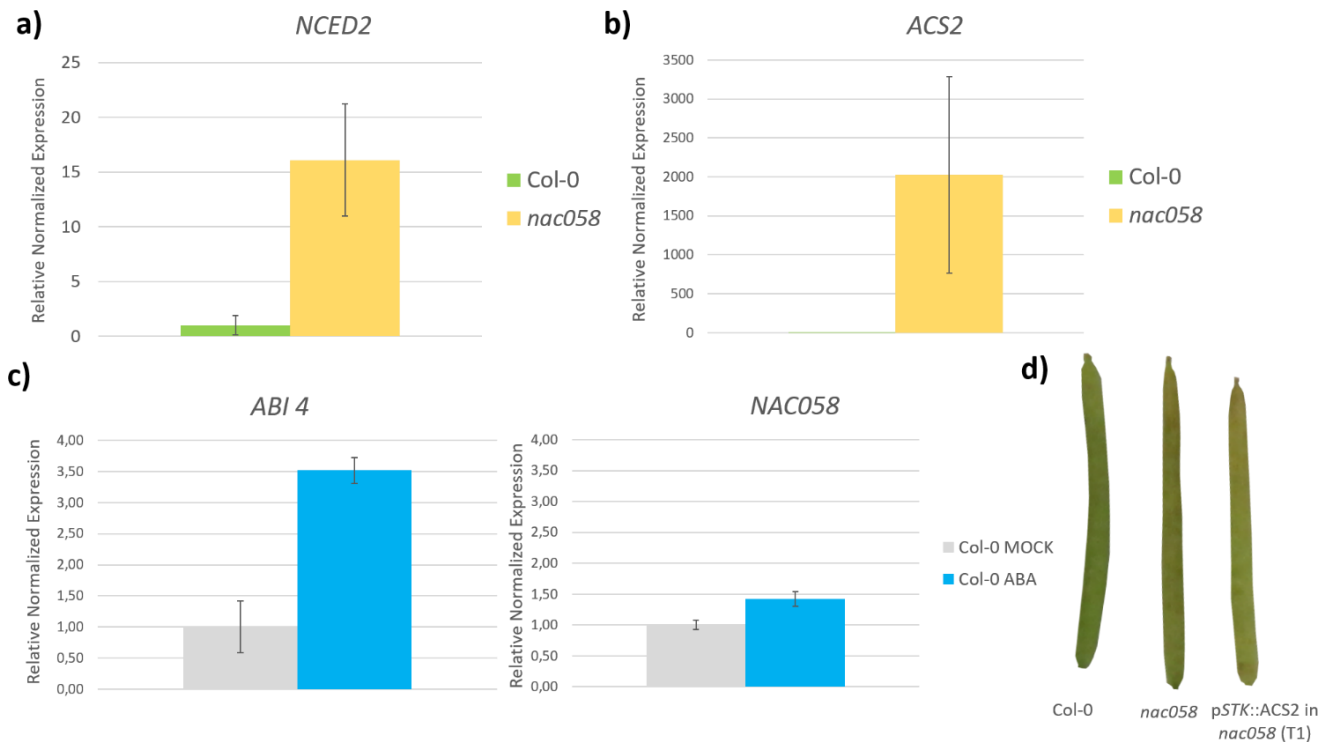 a)
NCED2
Relative Normalized Expression
25
20
15
10
5
0
Col-0
nac058
b)
ACS2
Relative Normalized Expression
3500
3000
2500
2000
1500
1000
500
0
Col-0
nac058
c)
ABI 4
Relative Normalized Expression
4,00
3,50
3,00
2,50
2,00
1,50
1,00
0,50
0,00
NAC058
Relative Normalized Expression
4,00
3,50
3,00
2,50
2,00
1,50
1,00
0,50
0,00
Col-0 MOCK
Col-0 ABA
d)
Col-0
nac058
pSTK::ACS2 in
nac058 (T1)